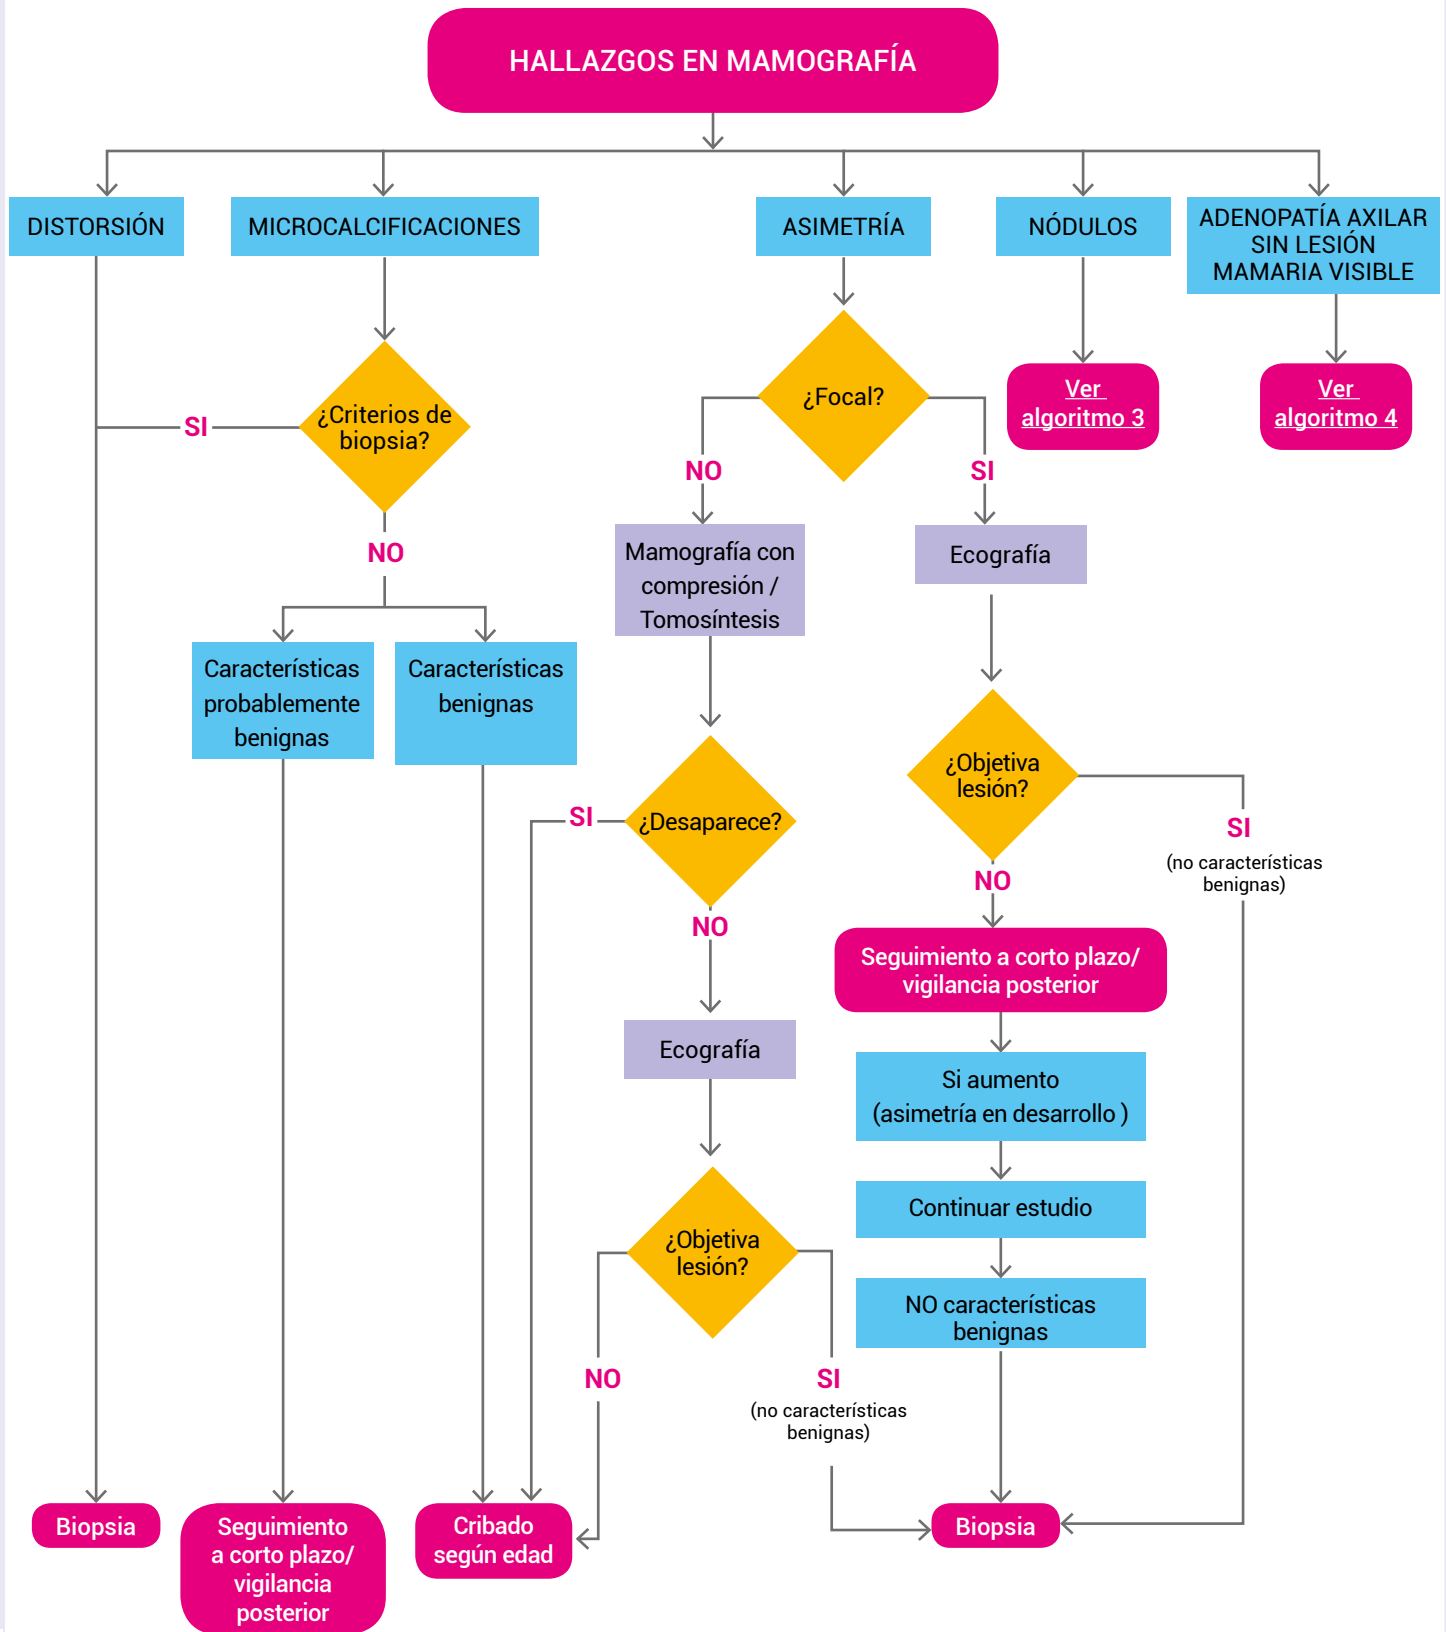 HALLAZGOS EN MAMOGRAFÍA
DISTORSIÓN
MICROCALCIFICACIONES
ASIMETRÍA
NÓDULOS
ADENOPATÍA AXILAR
SIN LESIÓN
MAMARIA VISIBLE
¿Criterios de
biopsia?
SI
NO
¿Focal?
NO
SI
Ver
algoritmo 3
Ver
algoritmo 4
Características
probablemente
benignas
Características
benignas
Mamografía con
compresión /
Tomosíntesis
Ecografía
¿Desaparece?
SI
NO
¿Objetiva
lesión?
NO
SI
(no características
benignas)
Seguimiento a corto plazo/
vigilancia posterior
Ecografía
Si aumento
(asimetría en desarrollo )
Continuar estudio
¿Objetiva
lesión?
NO
SI
(no características
benignas)
NO características
benignas
Biopsia
Seguimiento
a corto plazo/
vigilancia
posterior
Cribado
según edad
Biopsia